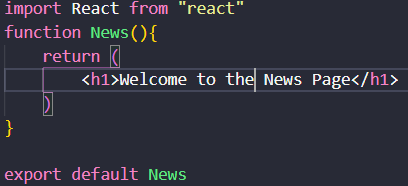 import React from "react"
function News(){
    return (
        <h1>Welcome to the News Page</h1>
    )
}
export default News